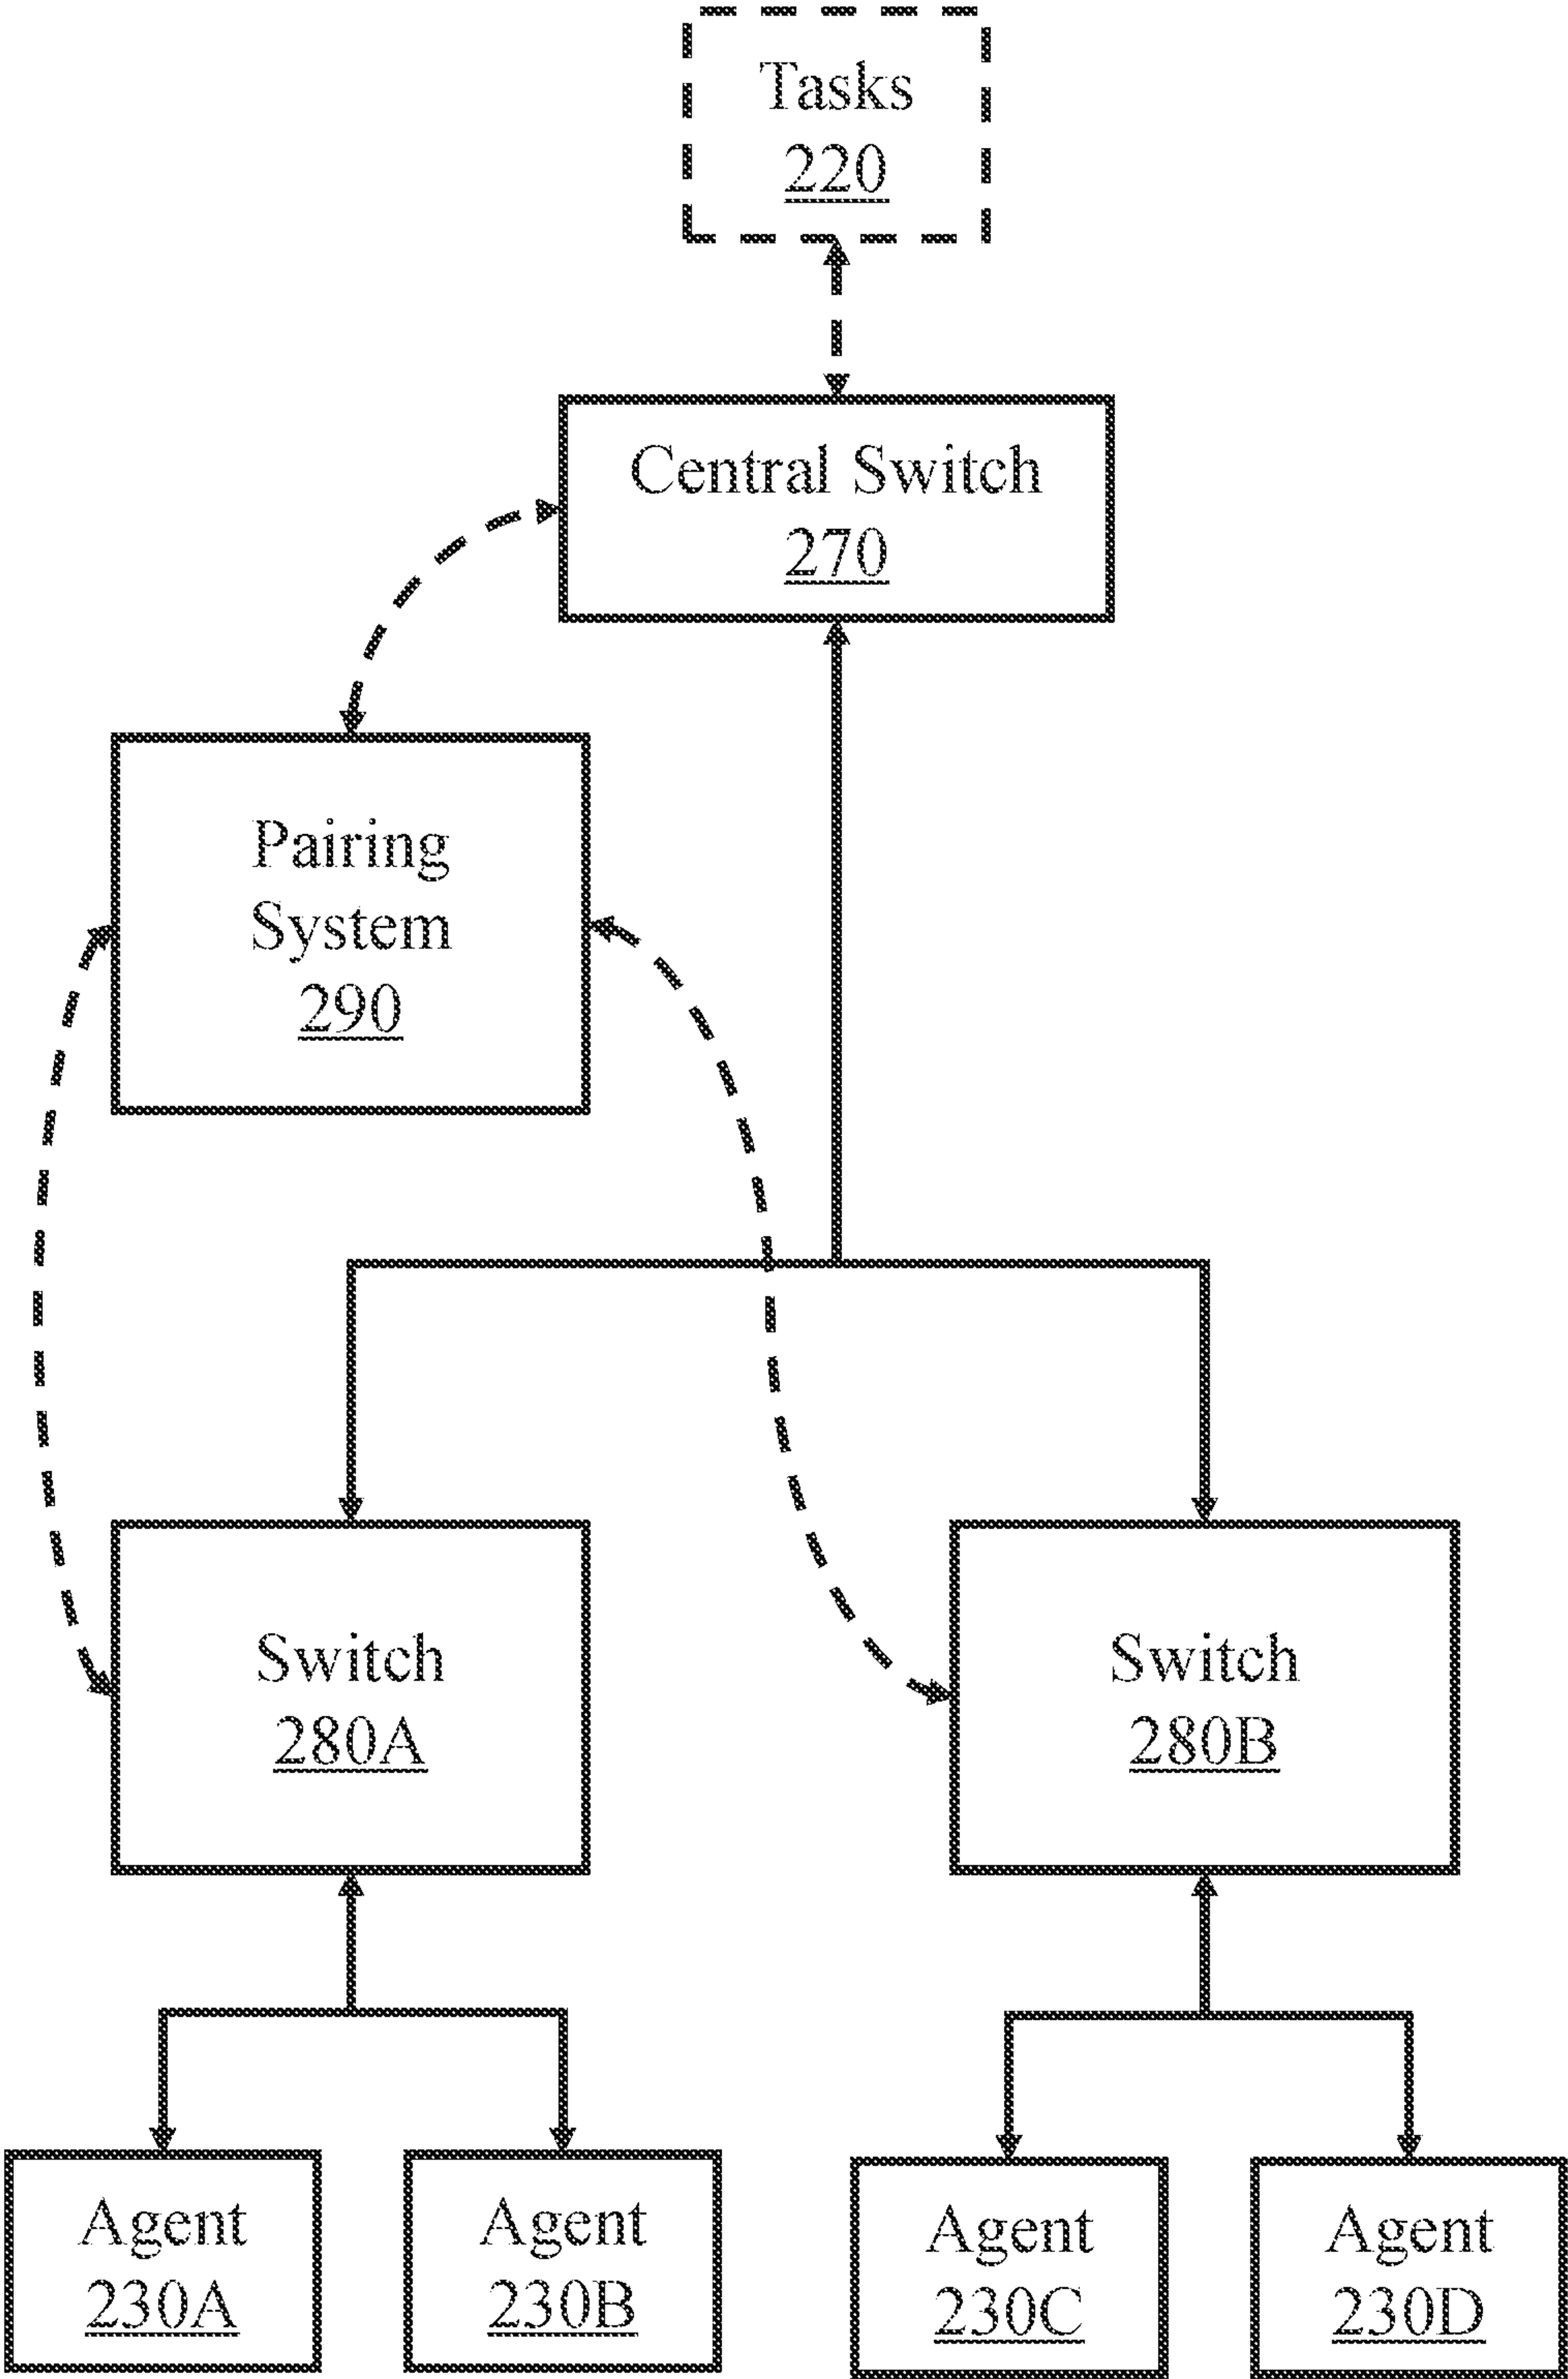 Tasks
220
Central Switch
270
Pairing
System
290
Switch
280A
Switch
280B
Agent
230A
Agent
230B
Agent
230C
Agent
230D